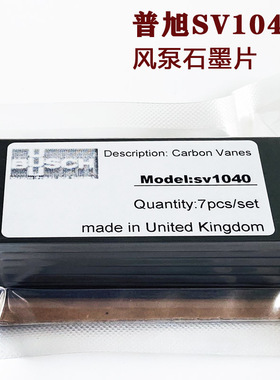 普旭SV104
风泵石墨片
BUSCH
Description: Carbon Vanes
Model:sv1040
Quantity:7pcs/set
made in United Kingdom